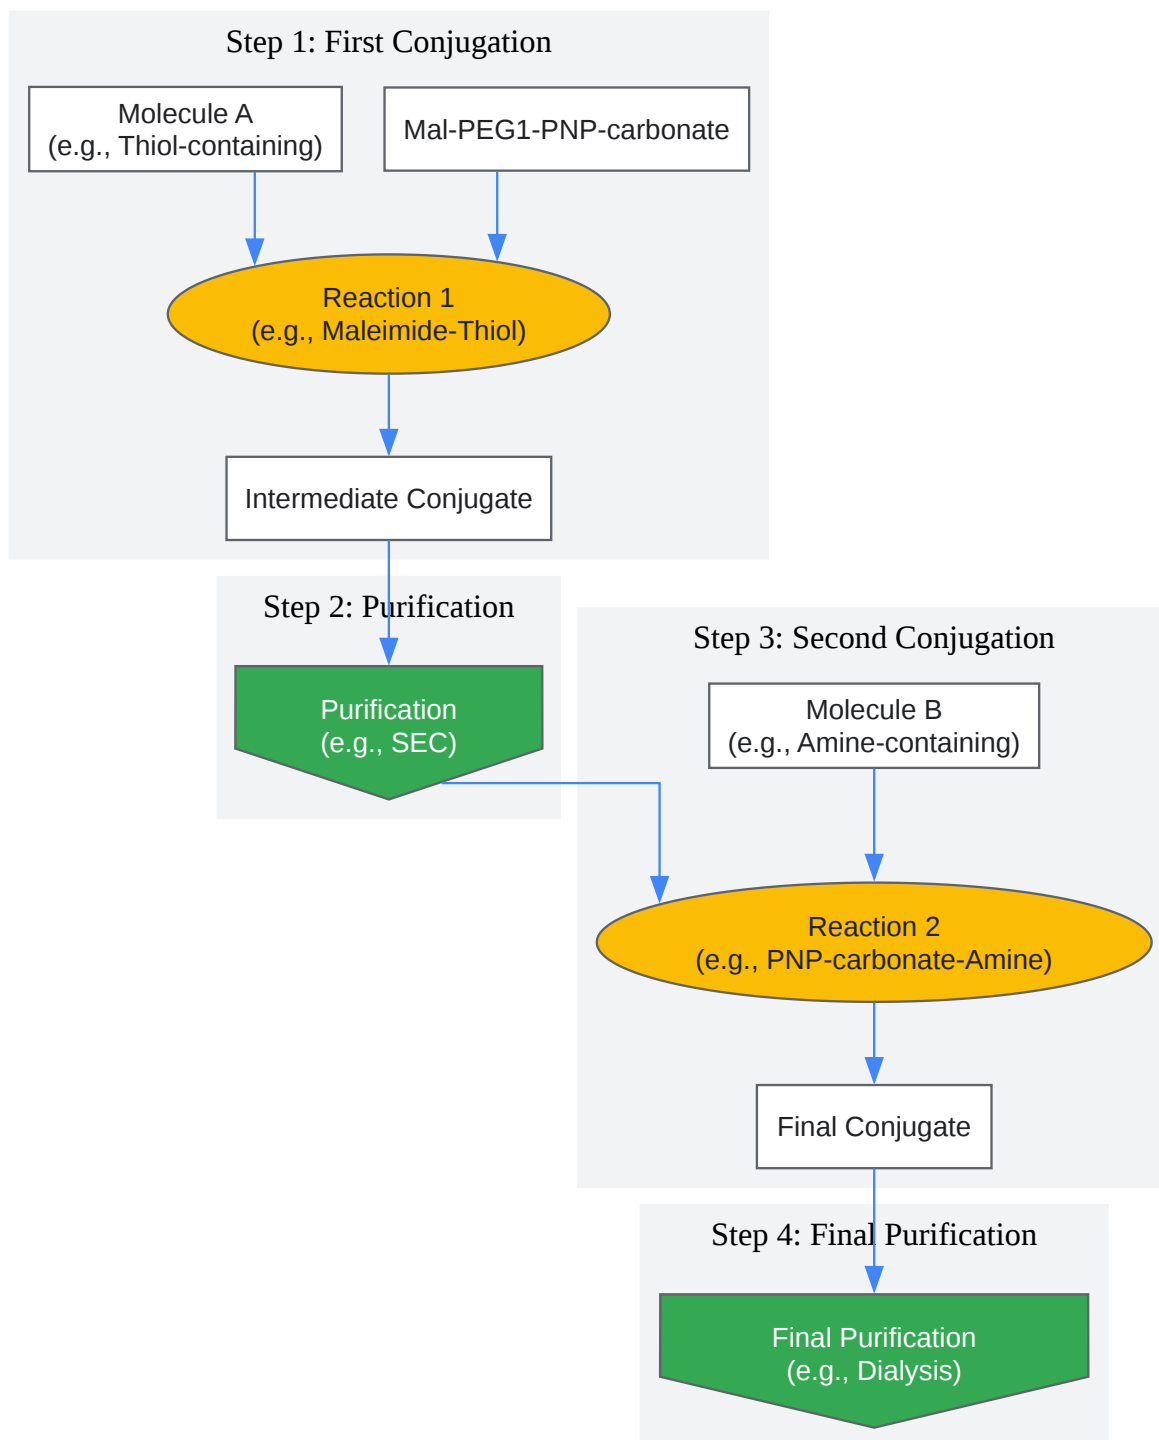 Step 1: First Conjugation
Molecule A
(e.g., Thiol-containing)
Mal-PEG1-PNP-carbonate
Reaction 1
(e.g., Maleimide-Thiol)
Intermediate Conjugate
Step 2: Purification
Purification
(e.g., SEC)
Step 3: Second Conjugation
Molecule B
(e.g., Amine-containing)
Reaction 2
(e.g., PNP-carbonate-Amine)
Final Conjugate
Step 4: Final Purification
Final Purification
(e.g., Dialysis)